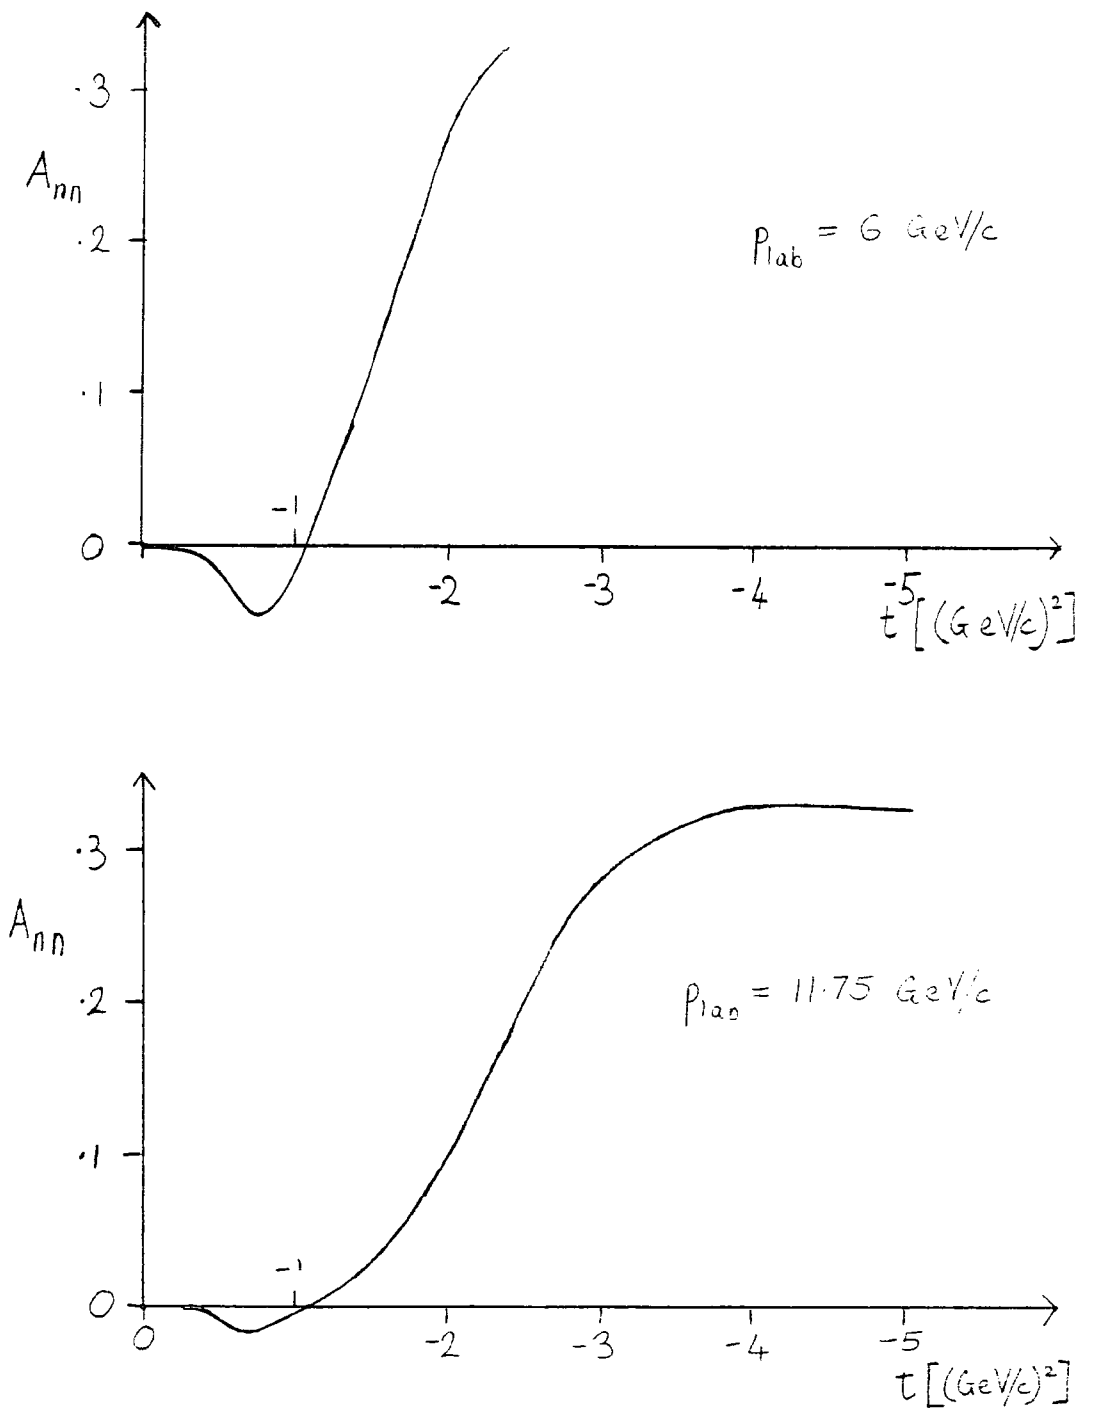 .3
A_nn
.2
p_lab = 6 GeV/c
.1
-1
0
-2 -3 -4 -5
t [(GeV/c)²]
.3
A_nn
.2
p_lab = 11.75 GeV/c
.1
-1
0
0 -2 -3 -4 -5
t [(GeV/c)²]